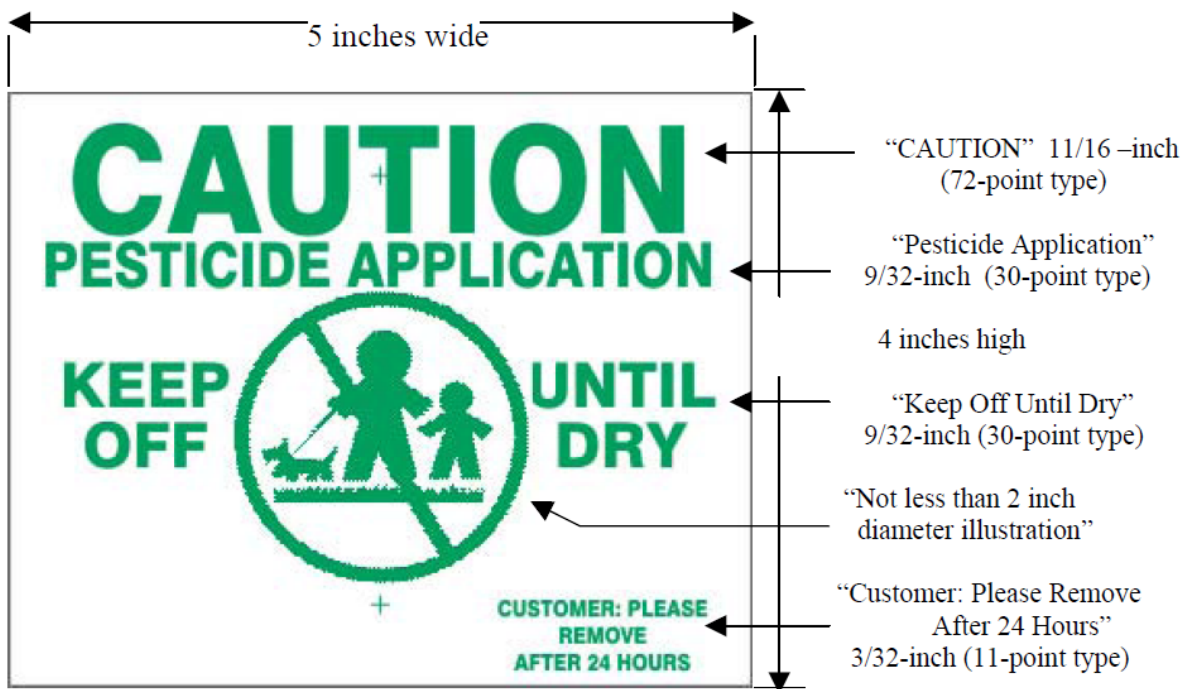 5 inches wide
CAUTION
PESTICIDE APPLICATION
KEEP
OFF
UNTIL
DRY
CUSTOMER: PLEASE
REMOVE
AFTER 24 HOURS
“CAUTION” 11/16 –inch
(72-point type)
“Pesticide Application”
9/32-inch (30-point type)
4 inches high
“Keep Off Until Dry”
9/32-inch (30-point type)
“Not less than 2 inch
diameter illustration”
“Customer: Please Remove
After 24 Hours”
3/32-inch (11-point type)